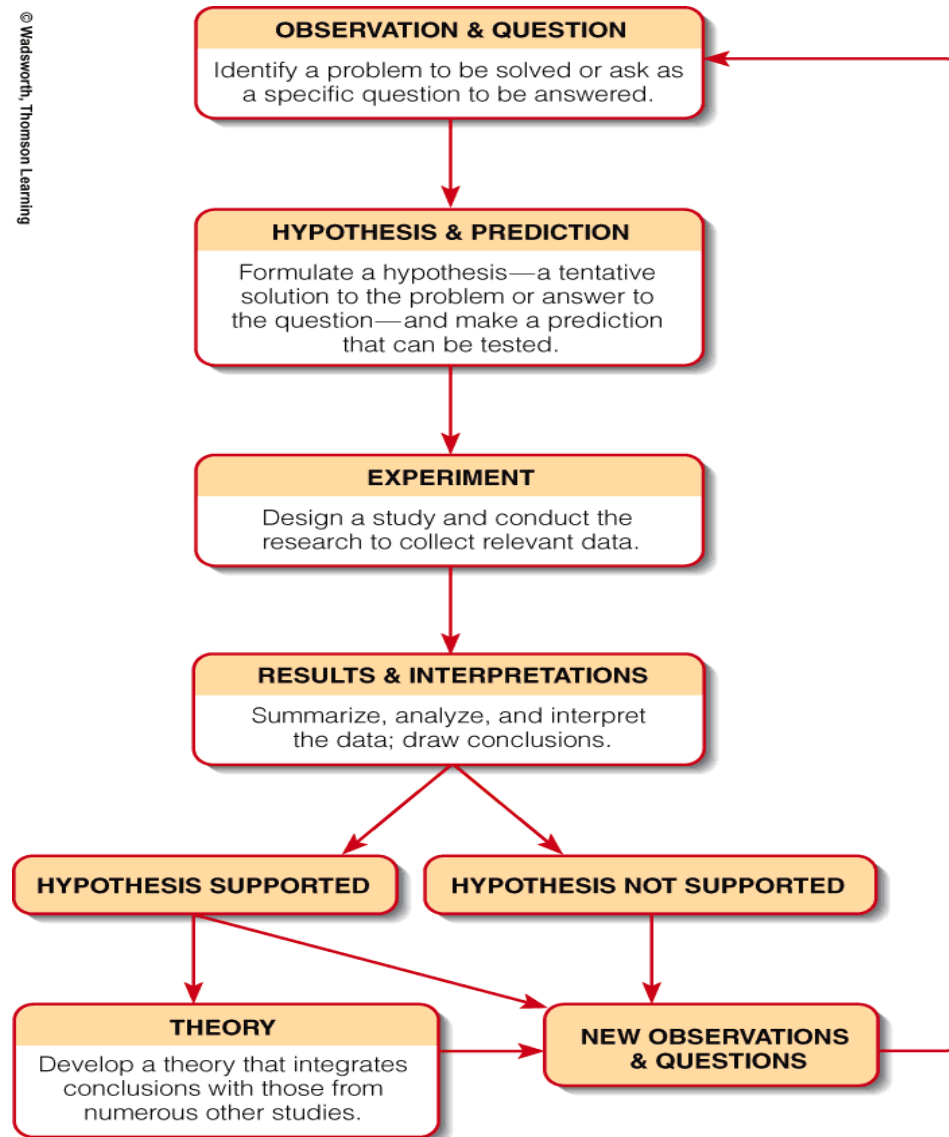 © Wadsworth, Thomson Learning
OBSERVATION & QUESTION
Identify a problem to be solved or ask as
a specific question to be answered.
HYPOTHESIS & PREDICTION
Formulate a hypothesis—a tentative
solution to the problem or answer to
the question—and make a prediction
that can be tested.
EXPERIMENT
Design a study and conduct the
research to collect relevant data.
RESULTS & INTERPRETATIONS
Summarize, analyze, and interpret
the data; draw conclusions.
HYPOTHESIS SUPPORTED
HYPOTHESIS NOT SUPPORTED
THEORY
Develop a theory that integrates
conclusions with those from
numerous other studies.
NEW OBSERVATIONS
& QUESTIONS